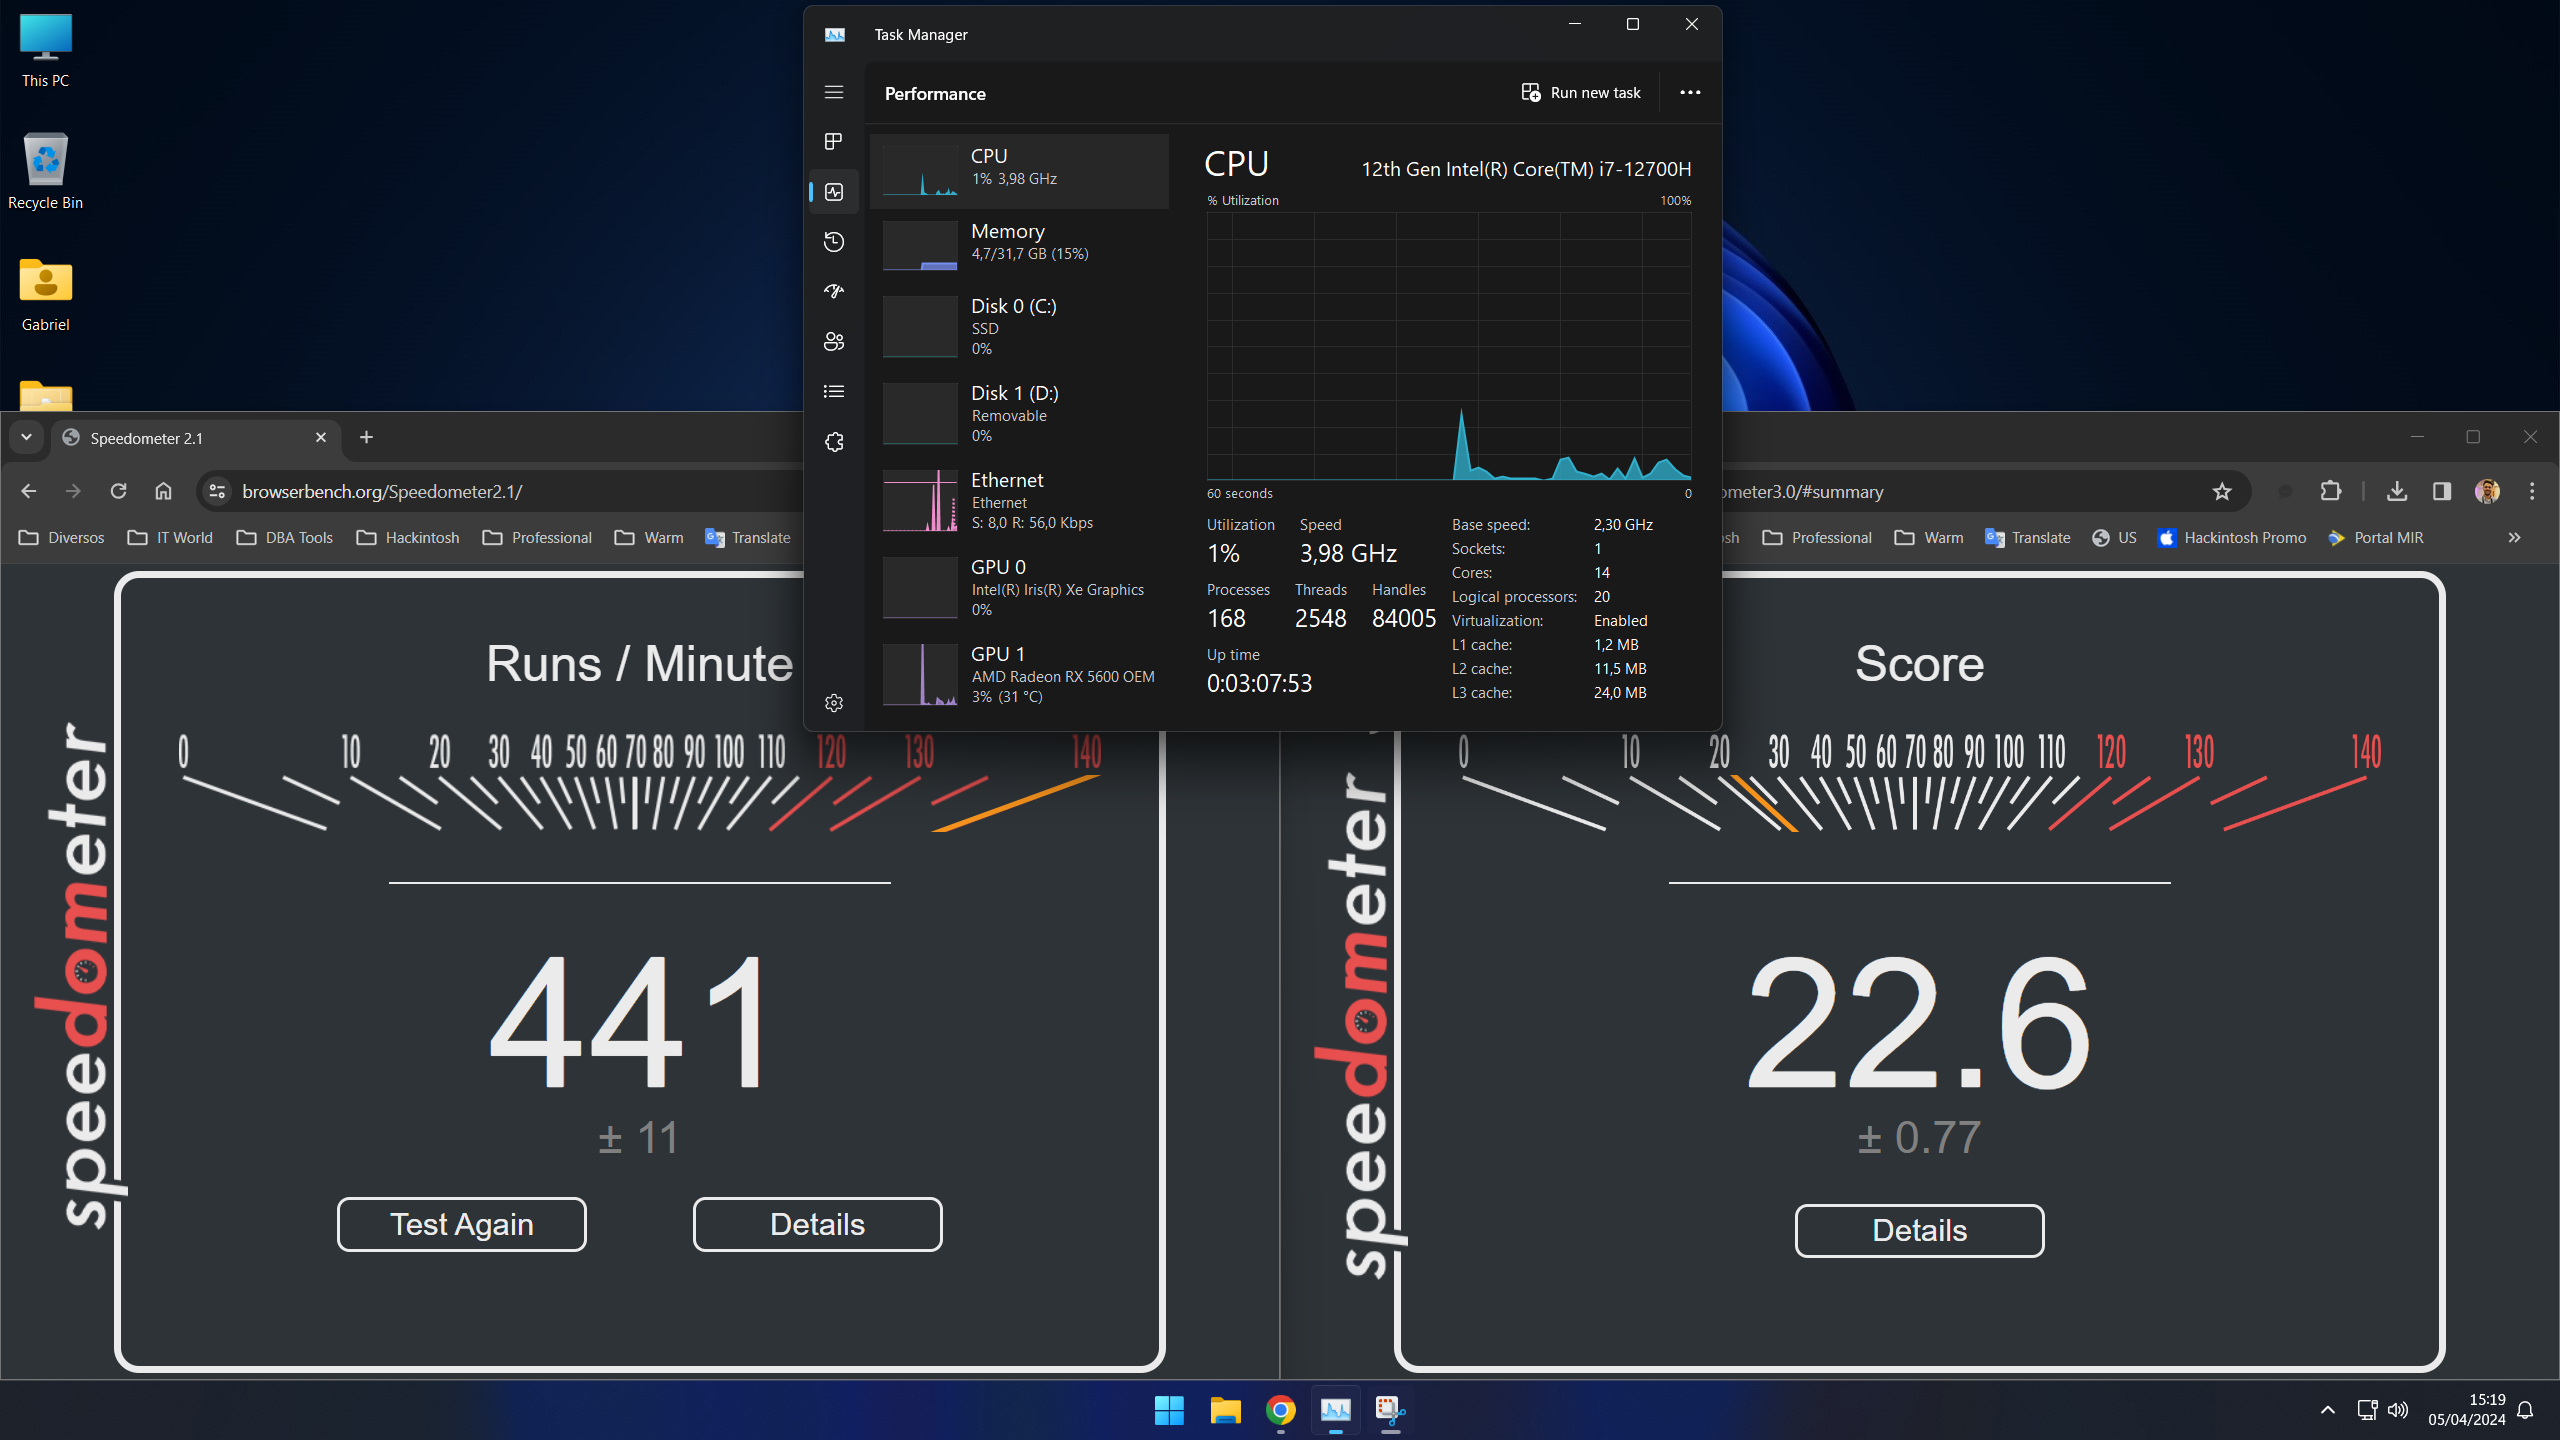 This PC
Recycle Bin
Gabriel
Task Manager
Performance
Run new task
CPU
1% 3,98 GHz
Memory
4,7/31,7 GB (15%)
Disk 0 (C:)
SSD
0%
Disk 1 (D:)
Removable
0%
Ethernet
Ethernet
S: 8,0 R: 56,0 Kbps
GPU 0
Intel(R) Iris(R) Xe Graphics
0%
GPU 1
AMD Radeon RX 5600 OEM
3% (31 °C)
CPU
12th Gen Intel(R) Core(TM) i7-12700H
% Utilization
100%
60 seconds
0
Utilization Speed
1% 3,98 GHz
Processes Threads Handles
168 2548 84005
Up time
0:03:07:53
Base speed: 2,30 GHz
Sockets: 1
Cores: 14
Logical processors: 20
Virtualization: Enabled
L1 cache: 1,2 MB
L2 cache: 11,5 MB
L3 cache: 24,0 MB
Speedometer 2.1
browserbench.org/Speedometer2.1/
Diversos IT World DBA Tools Hackintosh Professional Warm Translate
speedometer
Runs / Minute
0 10 20 30 40 50 60 70 80 90 100 110 120 130 140
441
± 11
Test Again
Details
ometer3.0/#summary
sh Professional Warm Translate US Hackintosh Promo Portal MIR
speedometer
Score
0 10 20 30 40 50 60 70 80 90 100 110 120 130 140
22.6
± 0.77
Details
15:19
05/04/2024